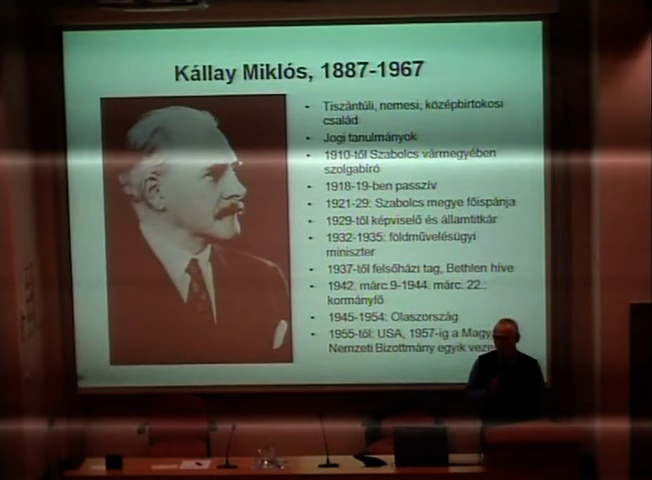 Kállay Miklós, 1887-1967
- Tiszántúli, nemesi, középbirtokosi
család
- Jogi tanulmányok
- 1910-től Szabolcs vármegyében
szolgabíró
- 1918-19-ben passzív
- 1921-29: Szabolcs megye főispánja
- 1929-től képviselő és államtitkár
- 1932-1935: földművelésügyi
miniszter
- 1937-től felsőházi tag, Bethlen híve
- 1942. márc.9-1944. márc. 22.:
kormányfő
- 1945-1954: Olaszország
- 1955-től: USA, 1957-ig a Magy
Nemzeti Bizottmány egyik veze